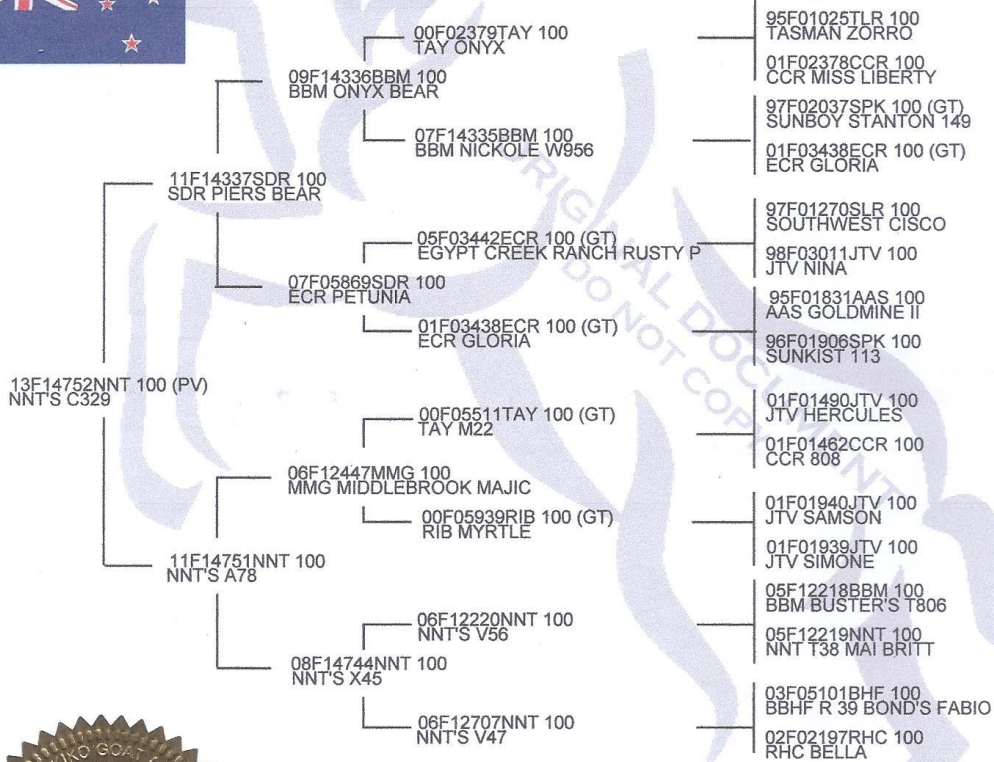 00F02379TAY 100
TAY ONYX
95F01025TLR 100
TASMAN ZORRO
01F02378CCR 100
CCR MISS LIBERTY
09F14336BBM 100
BBM ONYX BEAR
97F02037SPK 100 (GT)
SUNBOY STANTON 149
07F14335BBM 100
BBM NICKOLE W956
01F03438ECR 100 (GT)
ECR GLORIA
11F14337SDR 100
SDR PIERS BEAR
97F01270SLR 100
SOUTHWEST CISCO
05F03442ECR 100 (GT)
EGYPT CREEK RANCH RUSTY P
98F03011JTV 100
JTV NINA
07F05869SDR 100
ECR PETUNIA
95F01831AAS 100
AAS GOLDMINE II
01F03438ECR 100 (GT)
ECR GLORIA
96F01906SPK 100
SUNKIST 113
13F14752NNT 100 (PV)
NNT'S C329
01F01490JTV 100
JTV HERCULES
00F05511TAY 100 (GT)
TAY M22
01F01462CCR 100
CCR 808
06F12447MMG 100
MMG MIDDLEBROOK MAJIC
01F01940JTV 100
JTV SAMSON
00F05939RIB 100 (GT)
RIB MYRTLE
01F01939JTV 100
JTV SIMONE
11F14751NNT 100
NNT'S A78
05F12218BBM 100
BBM BUSTER'S T806
06F12220NNT 100
NNT'S V56
05F12219NNT 100
NNT T38 MAI BRITT
08F14744NNT 100
NNT'S X45
03F05101BHF 100
BBHF R 39 BOND'S FABIO
06F12707NNT 100
NNT'S V47
02F02197RHC 100
RHC BELLA
ORIGINAL DOCUMENT
DO NOT COPY
KIKO GOAT